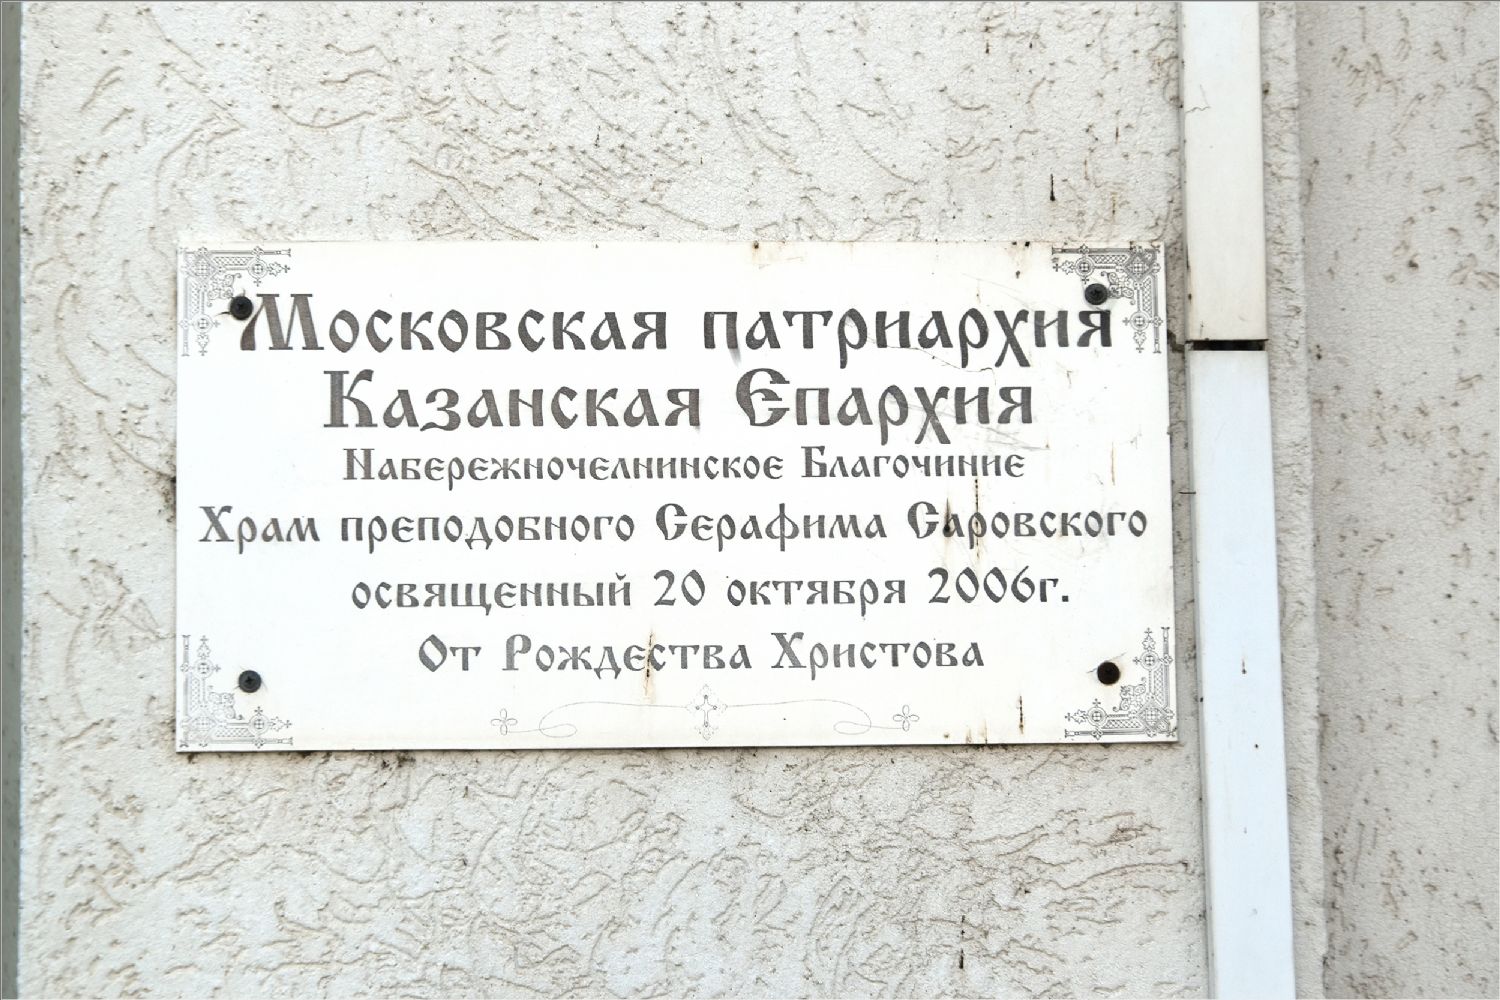 Московская патриархия
Казанская Епархия
Набережночелнинское Благочиние
Храм преподобного Серафима Саровского
освященный 20 октября 2006г.
От Рождества Христова